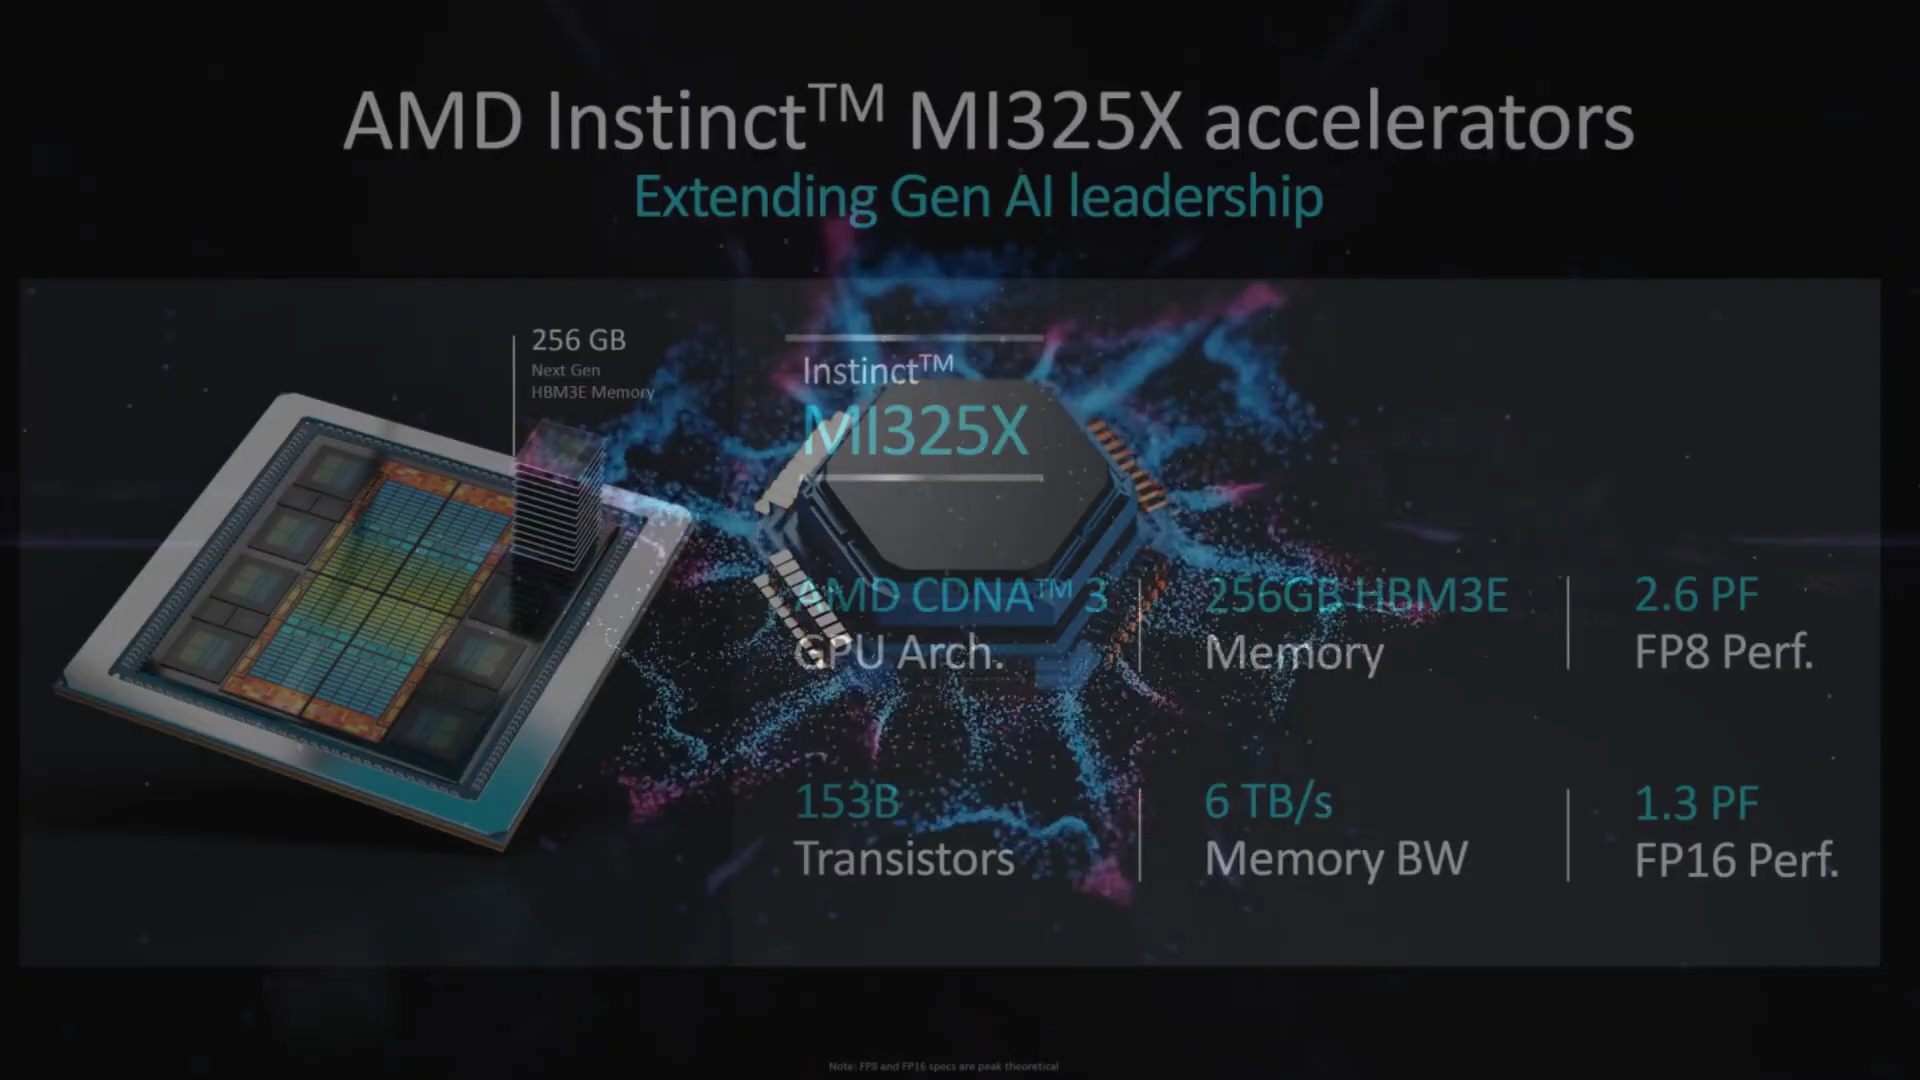 AMD Instinct™ MI325X accelerators
Extending Gen AI leadership
256 GB
Next Gen
HBM3E Memory
Instinct™
MI325X
AMD CDNA™ 3
GPU Arch.
256GB HBM3E
Memory
2.6 PF
FP8 Perf.
153B
Transistors
6 TB/s
Memory BW
1.3 PF
FP16 Perf.
Note: FP8 and FP16 specs are peak theoretical